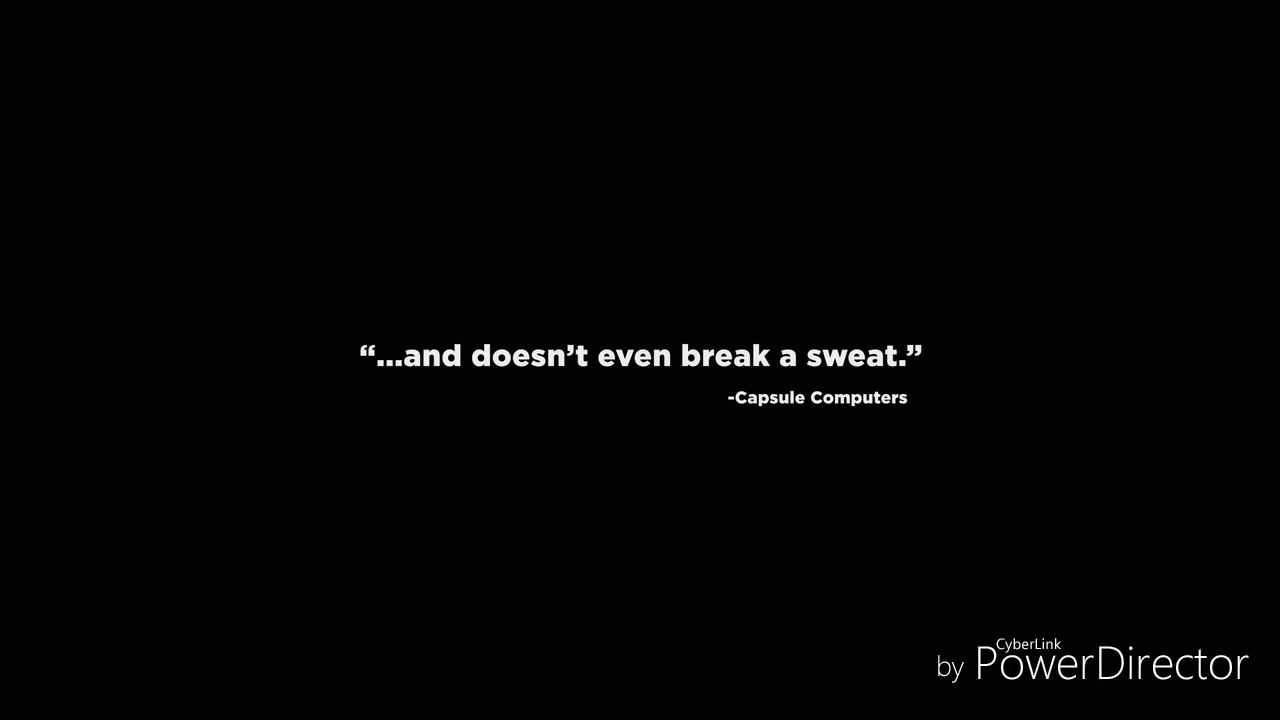 “...and doesn’t even break a sweat.”
-Capsule Computers
CyberLink
by PowerDirector